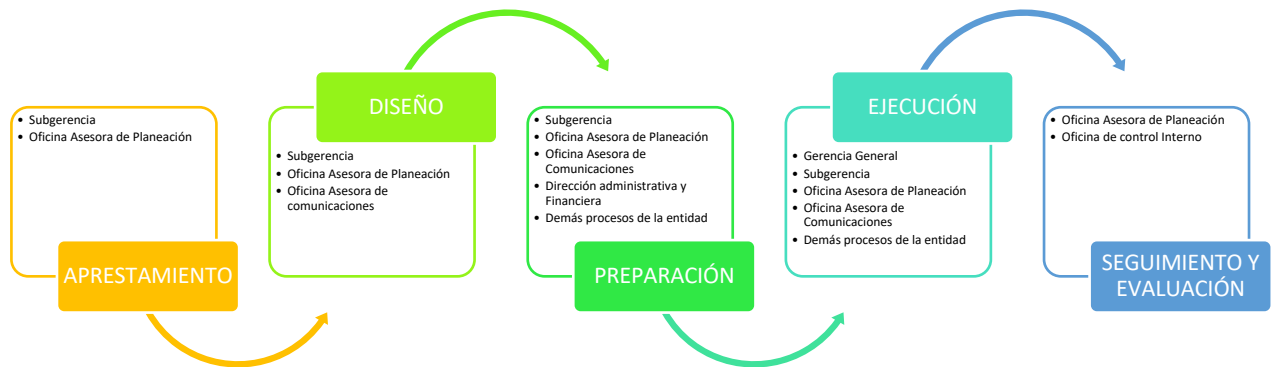 • Subgerencia
• Oficina Asesora de Planeación
APRESTAMIENTO
DISEÑO
• Subgerencia
• Oficina Asesora de Planeación
• Oficina Asesora de
comunicaciones
• Subgerencia
• Oficina Asesora de Planeación
• Oficina Asesora de
Comunicaciones
• Dirección administrativa y
Financiera
• Demás procesos de la entidad
PREPARACIÓN
EJECUCIÓN
• Gerencia General
• Subgerencia
• Oficina Asesora de Planeación
• Oficina Asesora de
Comunicaciones
• Demás procesos de la entidad
• Oficina Asesora de Planeación
• Oficina de control Interno
SEGUIMIENTO Y
EVALUACIÓN